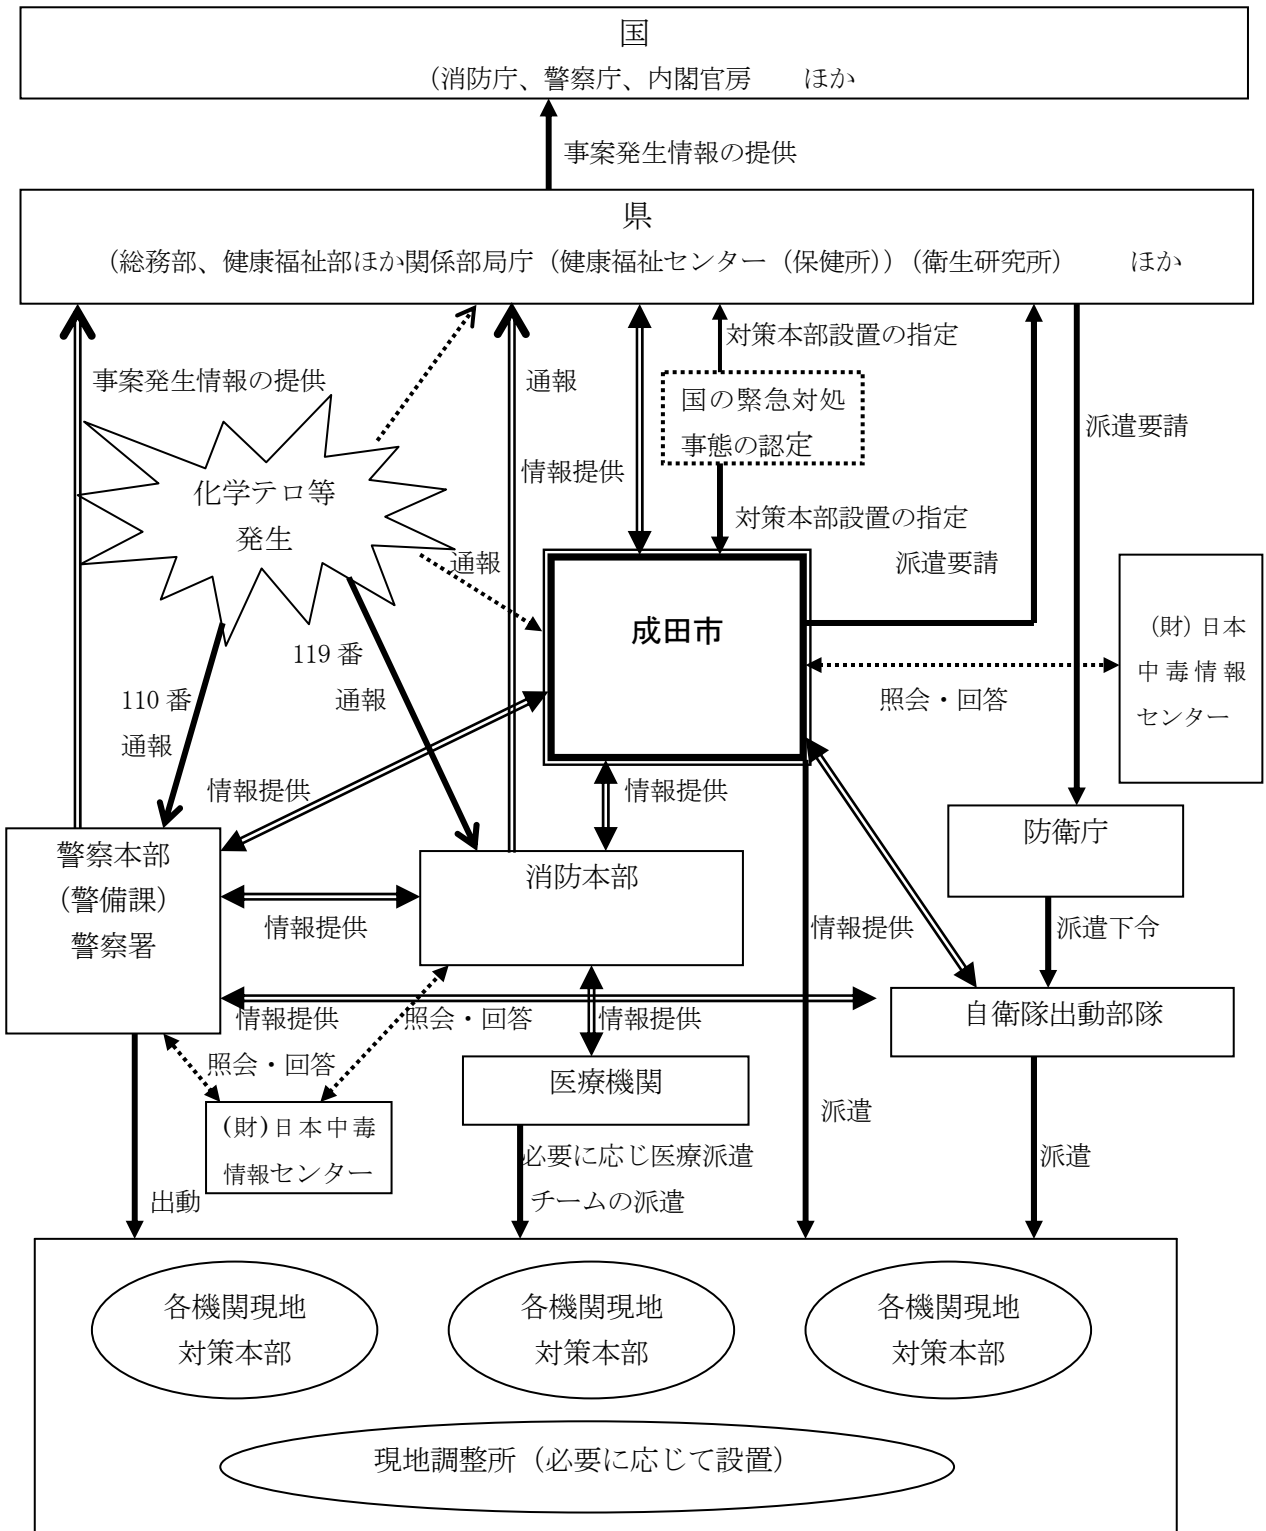 国
（消防庁、警察庁、内閣官房　　ほか
事案発生情報の提供
県
（総務部、健康福祉部ほか関係部局庁（健康福祉センター（保健所））（衛生研究所）　　ほか
対策本部設置の指定
事案発生情報の提供
通報
国の緊急対処
事態の認定
派遣要請
情報提供
化学テロ等
発生
対策本部設置の指定
通報
派遣要請
成田市
（財）日本
中毒情報
センター
119 番
通報
110 番
通報
照会・回答
情報提供
情報提供
防衛庁
警察本部
（警備課）
警察署
消防本部
情報提供
情報提供
派遣下令
情報提供
照会・回答
情報提供
自衛隊出動部隊
照会・回答
医療機関
(財)日本中毒
情報センター
派遣
必要に応じ医療派遣
チームの派遣
派遣
出動
各機関現地
対策本部
各機関現地
対策本部
各機関現地
対策本部
現地調整所（必要に応じて設置）